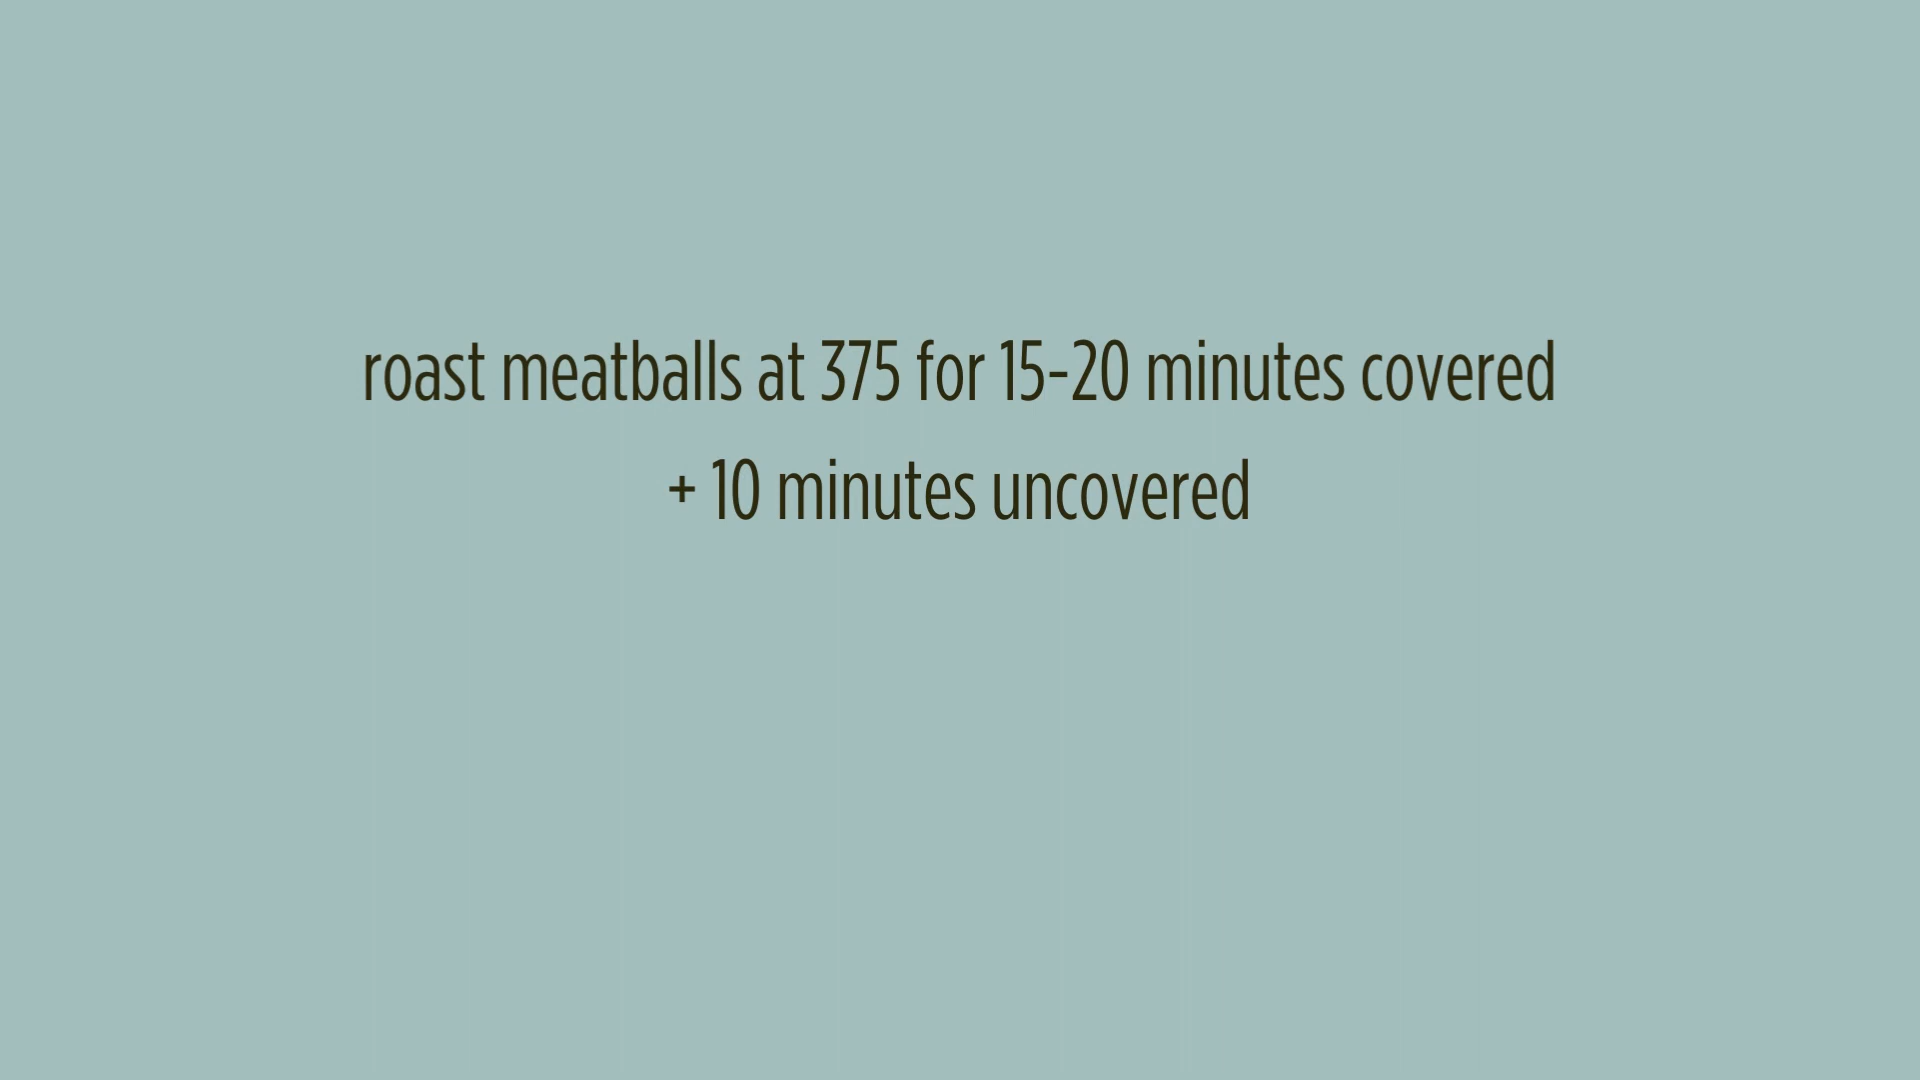 roast meatballs at 375 for 15-20 minutes covered
+ 10 minutes uncovered